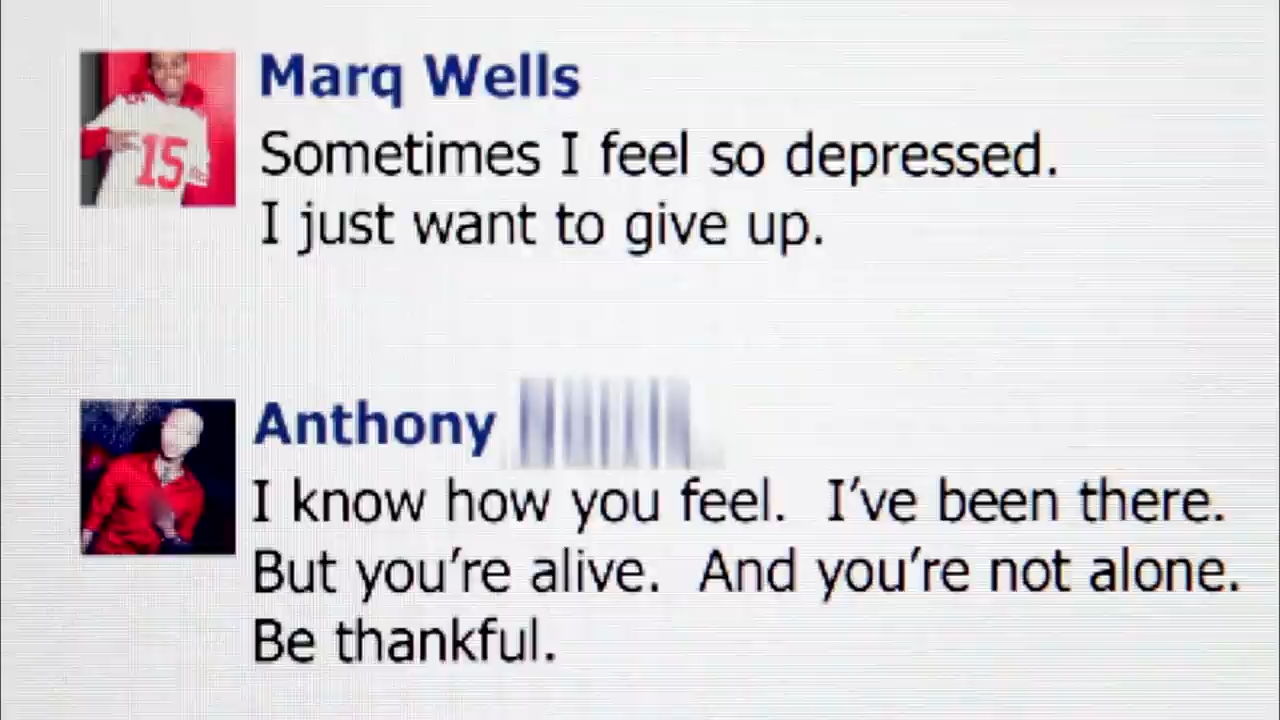 Marq Wells
Sometimes I feel so depressed.
I just want to give up.
15
Anthony
I know how you feel. I've been there.
But you're alive. And you're not alone.
Be thankful.